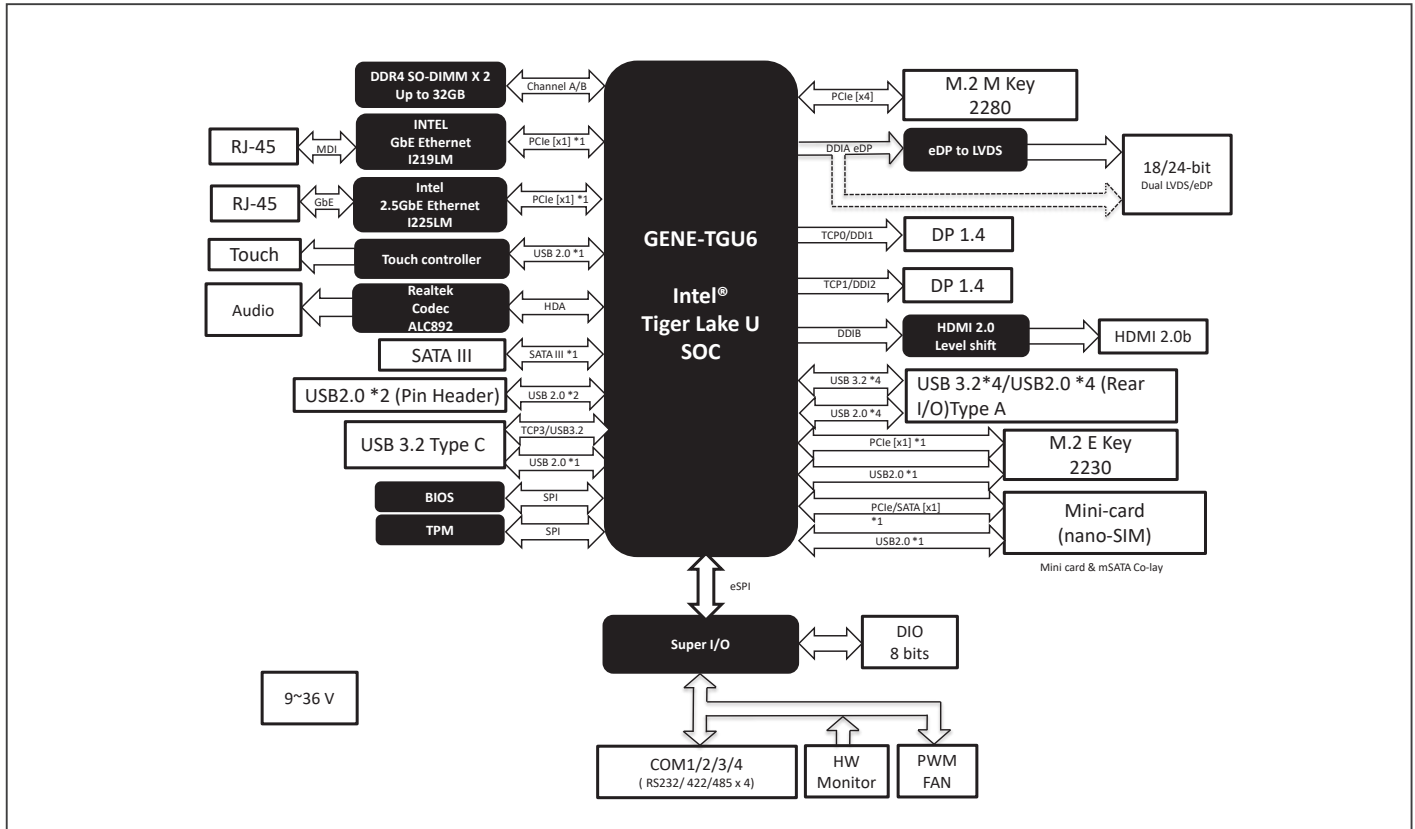 DDR4 SO-DIMM X 2
Up to 32GB
Channel A/B
RJ-45
MDI
INTEL
GbE Ethernet
I219LM
PCIe [x1] *1
RJ-45
GbE
Intel
2.5GbE Ethernet
I225LM
PCIe [x1] *1
Touch
Touch controller
USB 2.0 *1
Audio
Realtek
Codec
ALC892
HDA
SATA III
SATA III *1
USB2.0 *2 (Pin Header)
USB 2.0 *2
USB 3.2 Type C
TCP3/USB3.2
USB 2.0 *1
BIOS
SPI
TPM
SPI
GENE-TGU6
Intel®
Tiger Lake U
SOC
PCIe [x4]
M.2 M Key
2280
DDIA eDP
eDP to LVDS
18/24-bit
Dual LVDS/eDP
TCP0/DDI1
DP 1.4
TCP1/DDI2
DP 1.4
DDIB
HDMI 2.0
Level shift
HDMI 2.0b
USB 3.2 *4
USB 2.0 *4
USB 3.2*4/USB2.0 *4 (Rear
I/O)Type A
PCIe [x1] *1
USB2.0 *1
M.2 E Key
2230
PCIe/SATA [x1]
*1
USB2.0 *1
Mini-card
(nano-SIM)
Mini card & mSATA Co-lay
eSPI
Super I/O
DIO
8 bits
9~36 V
COM1/2/3/4
( RS232/ 422/485 x 4)
HW
Monitor
PWM
FAN